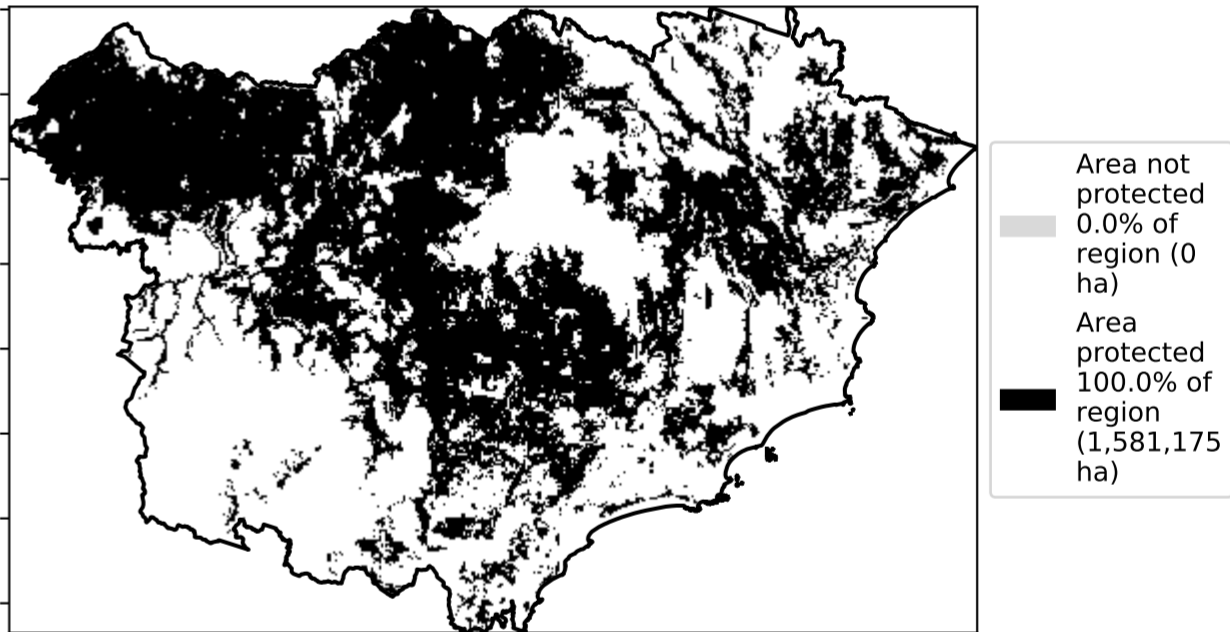 Area not
protected
0.0% of
region (0
ha)
Area
protected
100.0% of
region
(1,581,175
ha)